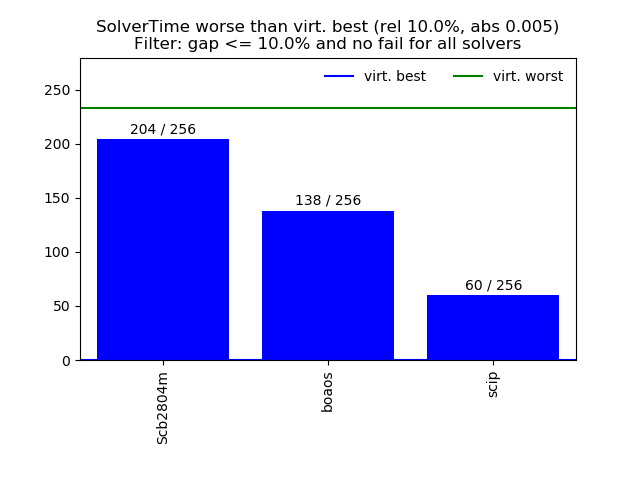 SolverTime worse than virt. best (rel 10.0%, abs 0.005)
Filter: gap <= 10.0% and no fail for all solvers
virt. best
virt. worst
250
200
150
100
50
0
204 / 256
138 / 256
60 / 256
Scb2804m
boaos
scip